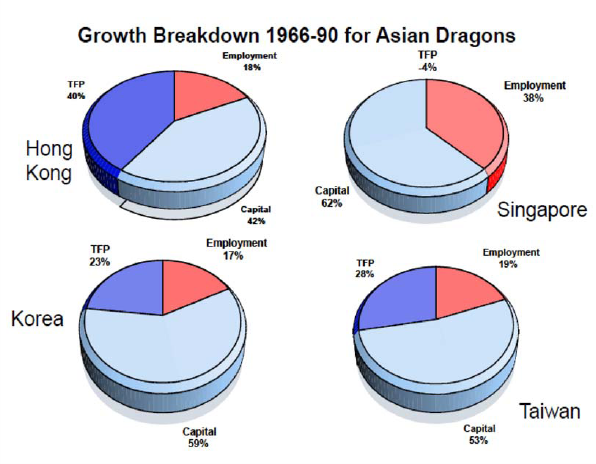 Growth Breakdown 1966-90 for Asian Dragons
TFP
40%
Employment
18%
Hong
Kong
Capital
42%
TFP
-4%
Employment
38%
Capital
62%
Singapore
TFP
23%
Employment
17%
Korea
Capital
59%
TFP
28%
Employment
19%
Taiwan
Capital
53%